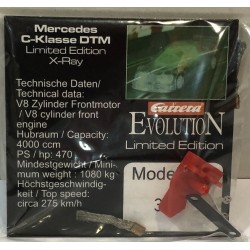 Mercedes
C-Klasse DTM
Limited Edition
X-Ray
Technische Daten/
Technical data:
V8 Zylinder Frontmotor
/ V8 cylinder front
engine
Hubraum / Capacity:
4000 ccm
PS / hp: 470
Mindestgewicht / Mini-
mum weight : 1080 kg
Höchstgeschwindig-
keit / Top speed:
circa 275 km/h
Carrera
EVOLUTION
Limited Edition
Mode
3